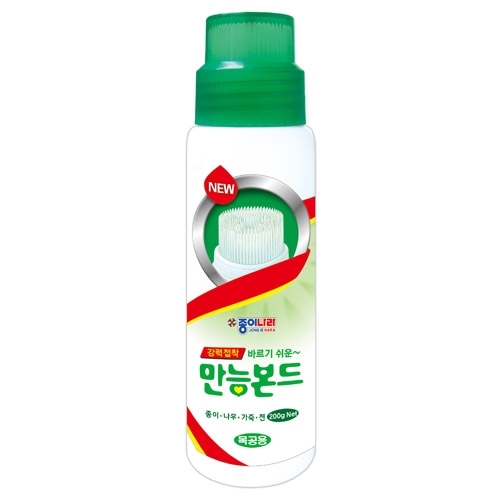 NEW
종이나라
JONG IE NARA
강력접착 바르기 쉬운~
만능본드
종이·나무·가죽·천 200g Net
목공용